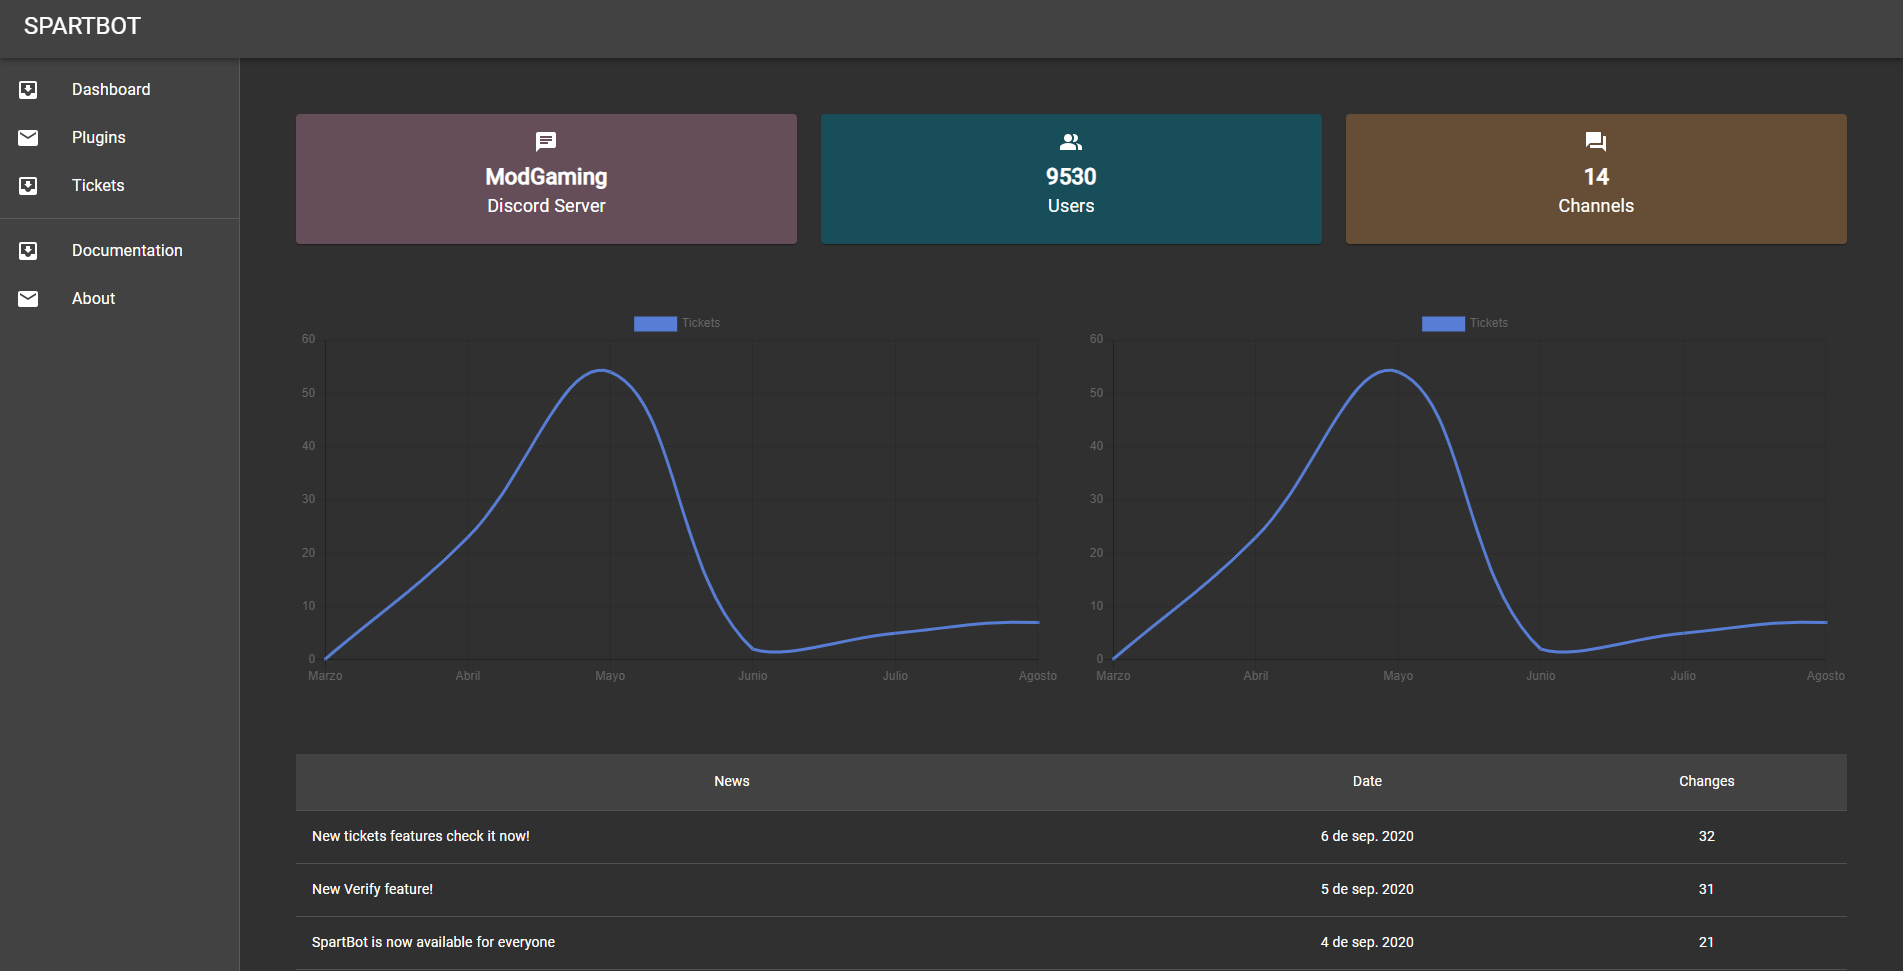 SPARTBOT
Dashboard
Plugins
Tickets
Documentation
About
ModGaming
Discord Server
9530
Users
14
Channels
Tickets
60
50
40
30
20
10
0
Marzo Abril Mayo Junio Julio Agosto
Tickets
60
50
40
30
20
10
0
Marzo Abril Mayo Junio Julio Agosto
News Date Changes
New tickets features check it now! 6 de sep. 2020 32
New Verify feature! 5 de sep. 2020 31
SpartBot is now available for everyone 4 de sep. 2020 21